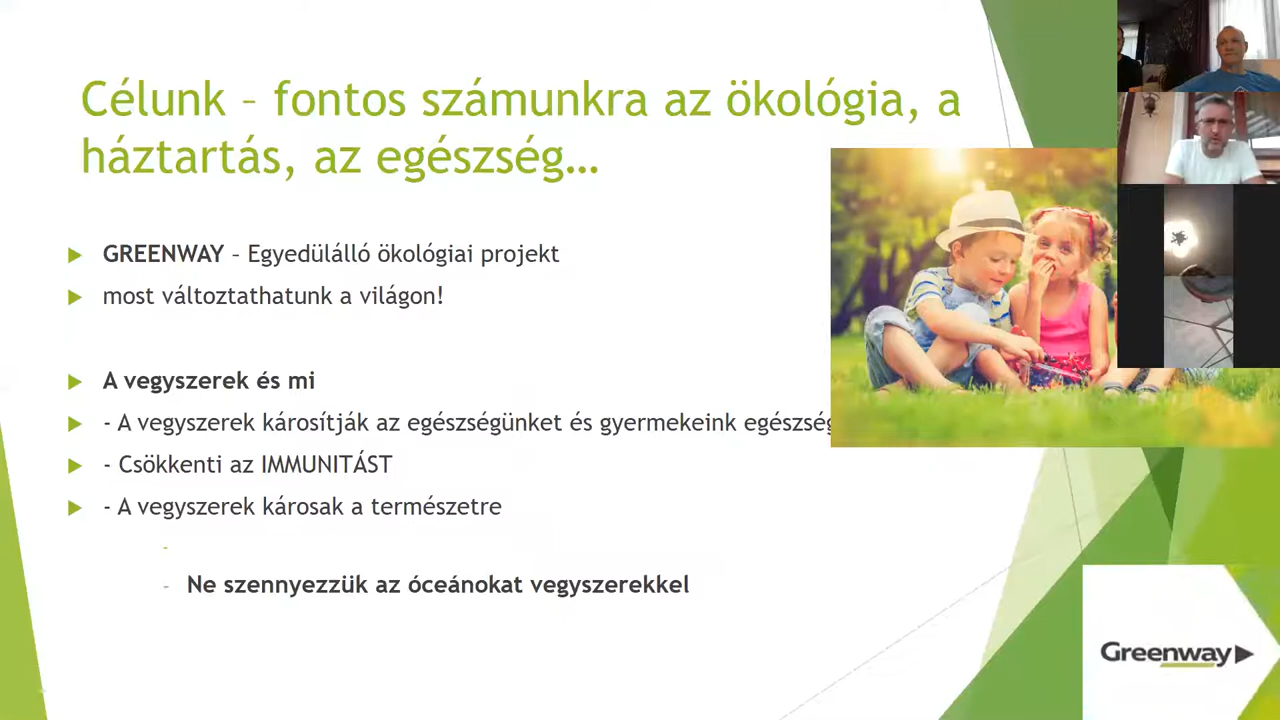 Célunk – fontos számunkra az ökológia, a
háztartás, az egészség…
GREENWAY – Egyedülálló ökológiai projekt
most változtathatunk a világon!
A vegyszerek és mi
- A vegyszerek károsítják az egészségünket és gyermekeink
- Csökkenti az IMMUNITÁST
- A vegyszerek károsak a természetre
-
- Ne szennyezzük az óceánokat vegyszerekkel
Greenway